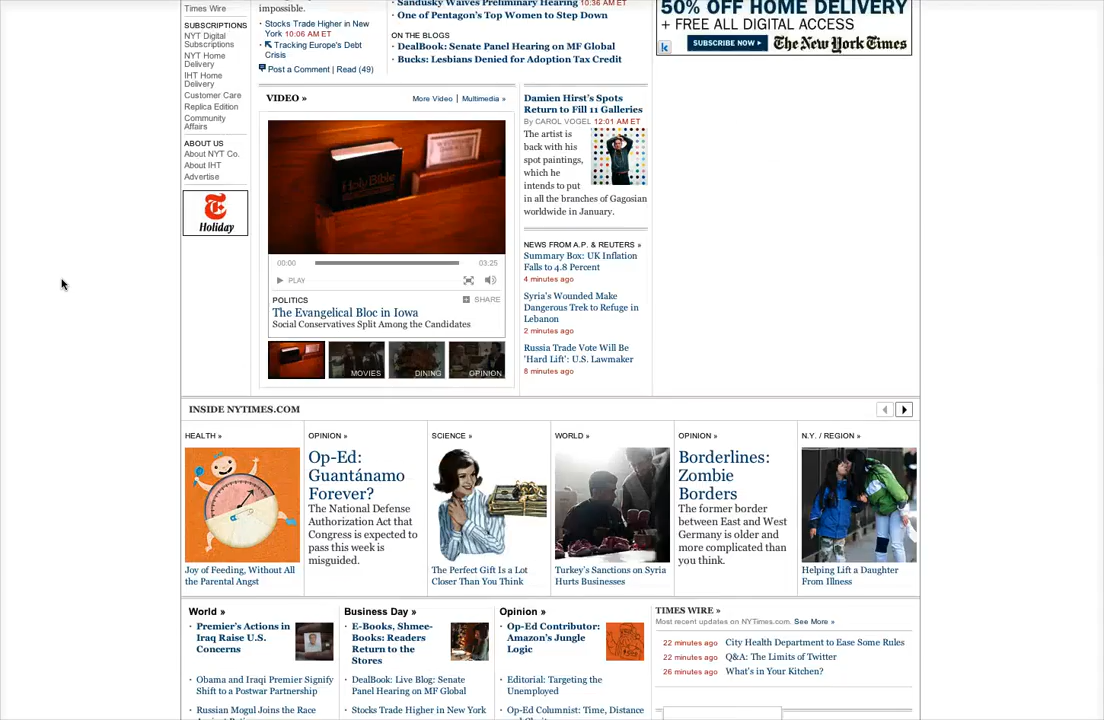 Times Wire
SUBSCRIPTIONS
NYT Digital
Subscriptions
NYT Home
Delivery
IHT Home
Delivery
Customer Care
Replica Edition
Community
Affairs
ABOUT US
About NYT Co.
About IHT
Advertise
Holiday
impossible.
Stocks Trade Higher in New
York 10:06 AM ET
Tracking Europe's Debt
Crisis
Post a Comment | Read (49)
Sandusky Waives Preliminary Hearing 10:36 AM ET
One of Pentagon's Top Women to Step Down
ON THE BLOGS
DealBook: Senate Panel Hearing on MF Global
Bucks: Lesbians Denied for Adoption Tax Credit
50% OFF HOME DELIVERY
+ FREE ALL DIGITAL ACCESS
SUBSCRIBE NOW
The New York Times
VIDEO »
More Video | Multimedia »
Holy Bible
00:00
03:25
PLAY
POLITICS
SHARE
The Evangelical Bloc in Iowa
Social Conservatives Split Among the Candidates
MOVIES
DINING
OPINION
Damien Hirst's Spots
Return to Fill 11 Galleries
By CAROL VOGEL 12:01 AM ET
The artist is
back with his
spot paintings,
which he
intends to put
in all the branches of Gagosian
worldwide in January.
NEWS FROM A.P. & REUTERS »
Summary Box: UK Inflation
Falls to 4.8 Percent
4 minutes ago
Syria's Wounded Make
Dangerous Trek to Refuge in
Lebanon
2 minutes ago
Russia Trade Vote Will Be
'Hard Lift': U.S. Lawmaker
8 minutes ago
INSIDE NYTIMES.COM
HEALTH »
Joy of Feeding, Without All
the Parental Angst
OPINION »
Op-Ed:
Guantánamo
Forever?
The National Defense
Authorization Act that
Congress is expected to
pass this week is
misguided.
SCIENCE »
The Perfect Gift Is a Lot
Closer Than You Think
WORLD »
Turkey's Sanctions on Syria
Hurts Businesses
OPINION »
Borderlines:
Zombie
Borders
The former border
between East and West
Germany is older and
more complicated than
you think.
N.Y. / REGION »
Helping Lift a Daughter
From Illness
World »
Premier's Actions in
Iraq Raise U.S.
Concerns
Obama and Iraqi Premier Signify
Shift to a Postwar Partnership
Russian Mogul Joins the Race
Business Day »
E-Books, Shmee-
Books: Readers
Return to the
Stores
DealBook: Live Blog: Senate
Panel Hearing on MF Global
Stocks Trade Higher in New York
Opinion »
Op-Ed Contributor:
Amazon's Jungle
Logic
Editorial: Targeting the
Unemployed
Op-Ed Columnist: Time, Distance
TIMES WIRE »
Most recent updates on NYTimes.com. See More »
22 minutes ago City Health Department to Ease Some Rules
22 minutes ago Q&A: The Limits of Twitter
26 minutes ago What's in Your Kitchen?